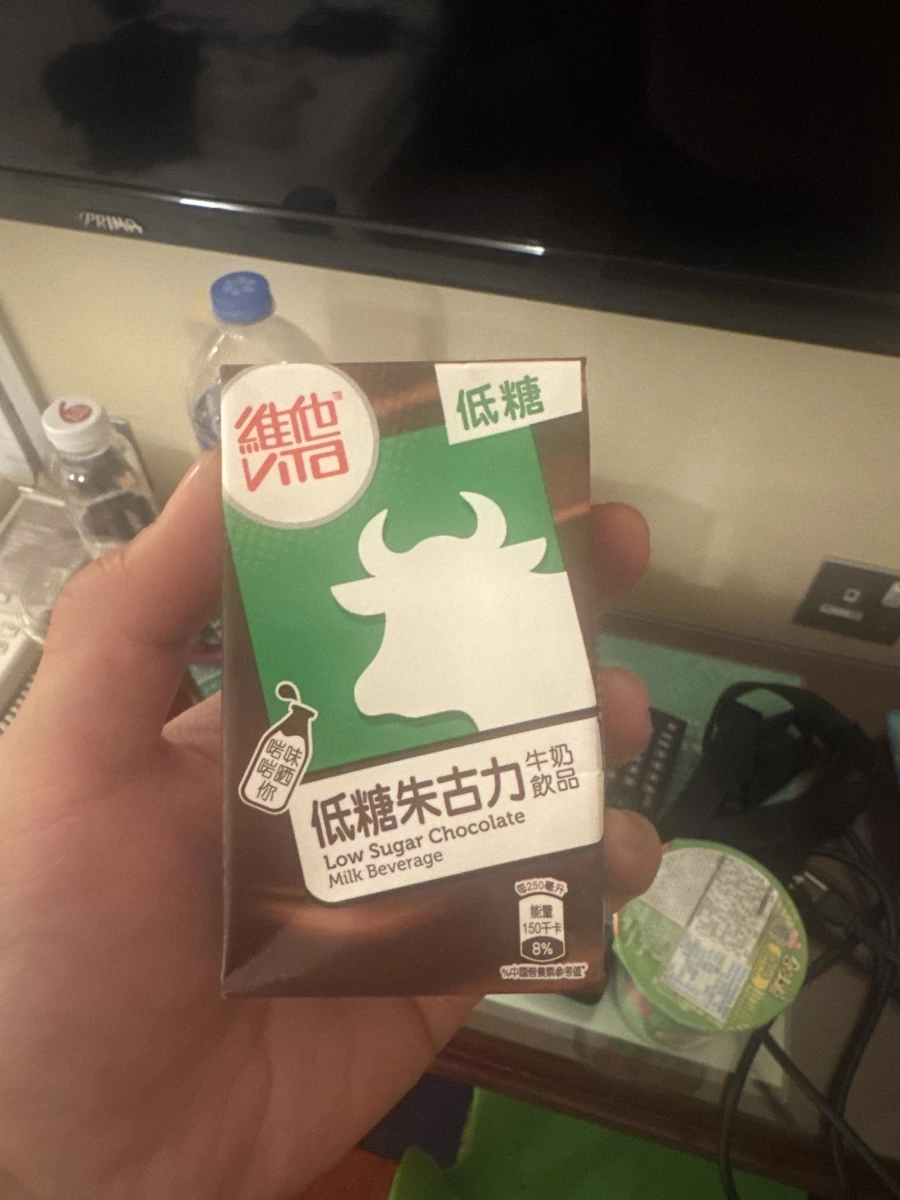 PRIMA
維他
VITA
TM
低糖
啱味
啱晒
你
低糖朱古力
牛奶
飲品
Low Sugar Chocolate
Milk Beverage
每250毫升
能量
150千卡
8%
%中國營養素參考值*